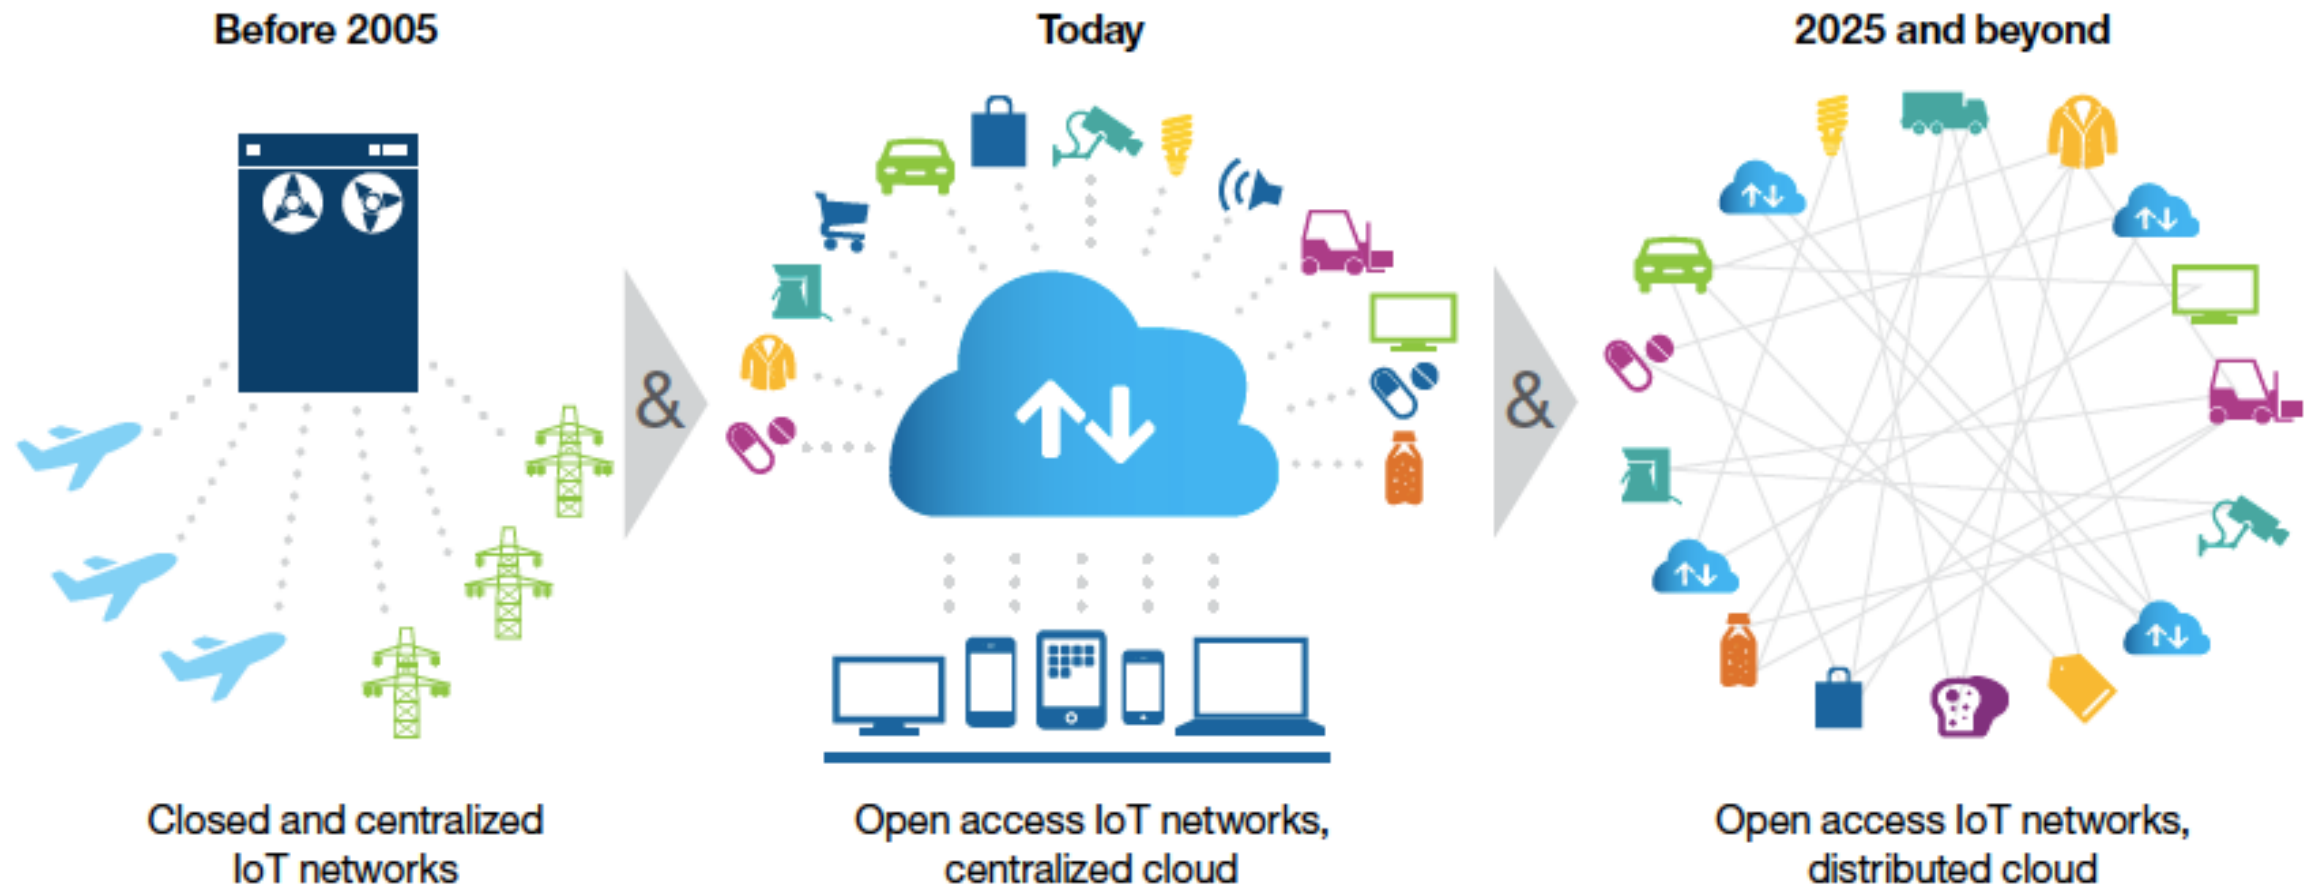 Before 2005
Today
2025 and beyond
&
&
Closed and centralized
IoT networks
Open access IoT networks,
centralized cloud
Open access IoT networks,
distributed cloud